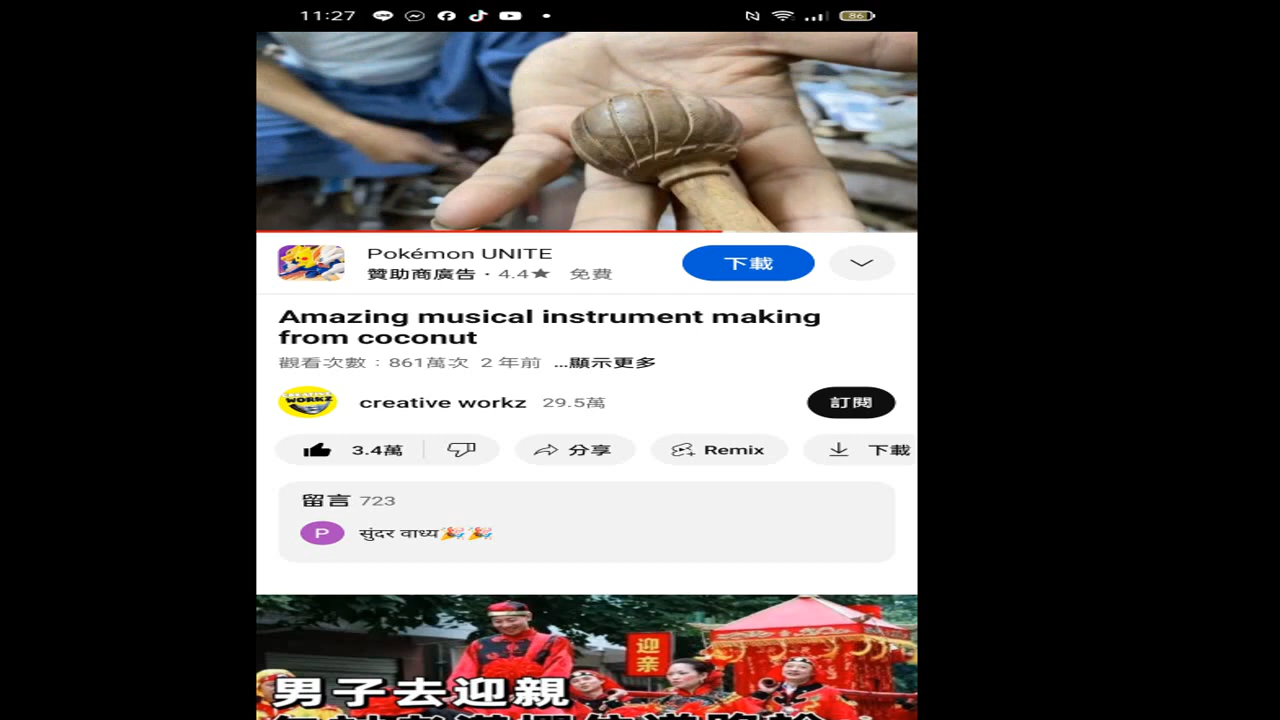 11:27
86
Pokémon UNITE
贊助商廣告・4.4★ 免費
下載
Amazing musical instrument making
from coconut
觀看次數：861萬次 2 年前 ...顯示更多
CREATIVE
WORKZ
creative workz 29.5萬
訂閱
3.4萬
分享
Remix
下載
留言 723
P
सुंदर वाध्य🎉🎉
迎亲
男子去迎親